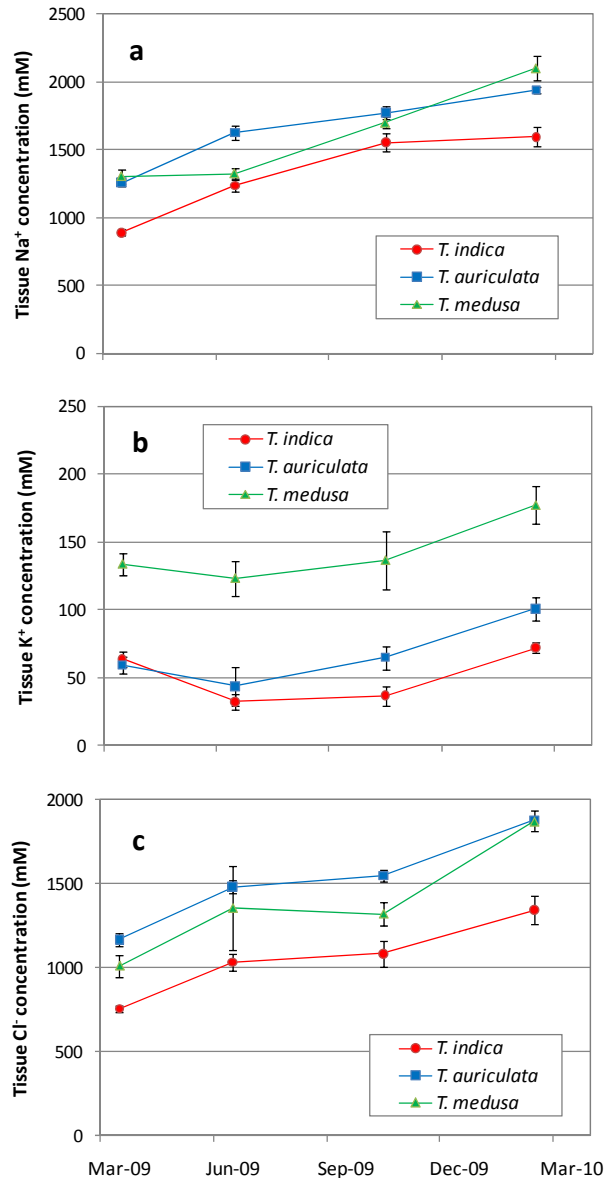 a
Tissue Na⁺ concentration (mM)
2500
2000
1500
1000
500
0
T. indica
T. auriculata
T. medusa
b
Tissue K⁺ concentration (mM)
250
200
150
100
50
0
T. indica
T. auriculata
T. medusa
c
Tissue Cl⁻ concentration (mM)
2000
1500
1000
500
0
T. indica
T. auriculata
T. medusa
Mar-09 Jun-09 Sep-09 Dec-09 Mar-10